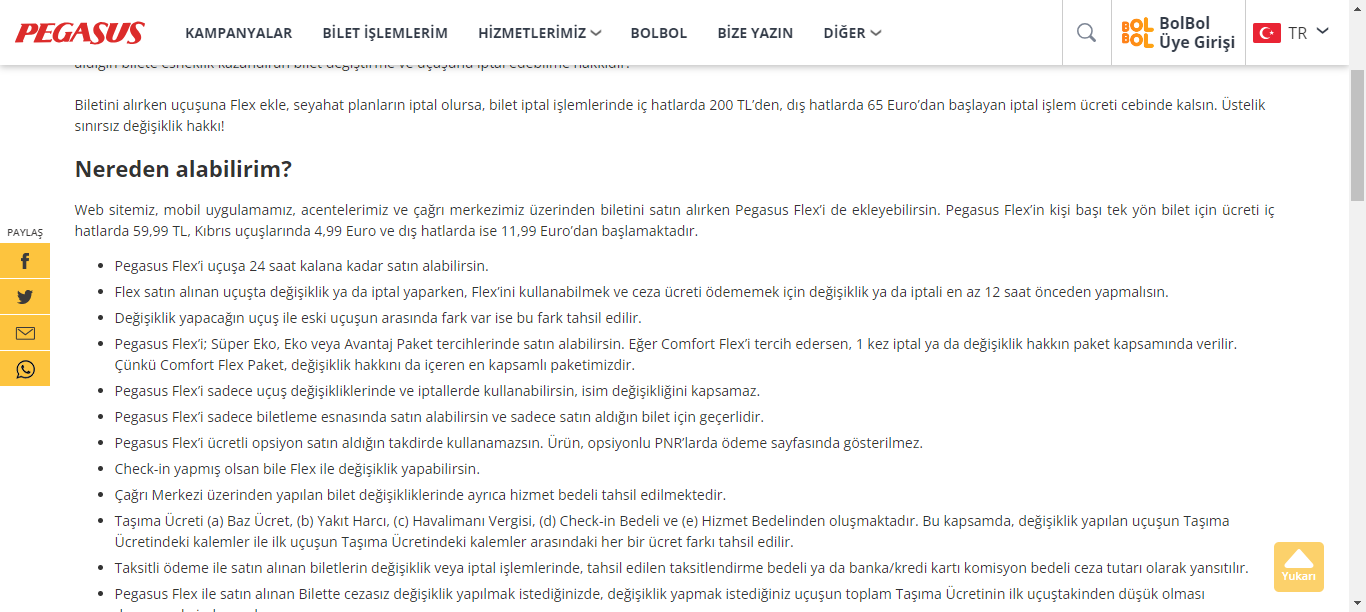 PEGASUS
KAMPANYALAR
BİLET İŞLEMLERİM
HİZMETLERİMİZ
BOLBOL
BİZE YAZIN
DİĞER
BOL
BOL
BolBol
Üye Girişi
TR
aldığın bilete esneklik kazandıran bilet değiştirme ve uçuşunu iptal edebilme hakkıdır.
Biletini alırken uçuşuna Flex ekle, seyahat planların iptal olursa, bilet iptal işlemlerinde iç hatlarda 200 TL’den, dış hatlarda 65 Euro’dan başlayan iptal işlem ücreti cebinde kalsın. Üstelik
sınırsız değişiklik hakkı!
Nereden alabilirim?
Web sitemiz, mobil uygulamamız, acentelerimiz ve çağrı merkezimiz üzerinden biletini satın alırken Pegasus Flex’i de ekleyebilirsin. Pegasus Flex’in kişi başı tek yön bilet için ücreti iç
hatlarda 59,99 TL, Kıbrıs uçuşlarında 4,99 Euro ve dış hatlarda ise 11,99 Euro’dan başlamaktadır.
PAYLAŞ
• Pegasus Flex’i uçuşa 24 saat kalana kadar satın alabilirsin.
• Flex satın alınan uçuşta değişiklik ya da iptal yaparken, Flex’ini kullanabilmek ve ceza ücreti ödememek için değişiklik ya da iptali en az 12 saat önceden yapmalısın.
• Değişiklik yapacağın uçuş ile eski uçuşun arasında fark var ise bu fark tahsil edilir.
• Pegasus Flex’i; Süper Eko, Eko veya Avantaj Paket tercihlerinde satın alabilirsin. Eğer Comfort Flex’i tercih edersen, 1 kez iptal ya da değişiklik hakkın paket kapsamında verilir.
Çünkü Comfort Flex Paket, değişiklik hakkını da içeren en kapsamlı paketimizdir.
• Pegasus Flex’i sadece uçuş değişikliklerinde ve iptallerde kullanabilirsin, isim değişikliğini kapsamaz.
• Pegasus Flex’i sadece biletleme esnasında satın alabilirsin ve sadece satın aldığın bilet için geçerlidir.
• Pegasus Flex’i ücretli opsiyon satın aldığın takdirde kullanamazsın. Ürün, opsiyonlu PNR’larda ödeme sayfasında gösterilmez.
• Check-in yapmış olsan bile Flex ile değişiklik yapabilirsin.
• Çağrı Merkezi üzerinden yapılan bilet değişikliklerinde ayrıca hizmet bedeli tahsil edilmektedir.
• Taşıma Ücreti (a) Baz Ücret, (b) Yakıt Harcı, (c) Havalimanı Vergisi, (d) Check-in Bedeli ve (e) Hizmet Bedelinden oluşmaktadır. Bu kapsamda, değişiklik yapılan uçuşun Taşıma
Ücretindeki kalemler ile ilk uçuşun Taşıma Ücretindeki kalemler arasındaki her bir ücret farkı tahsil edilir.
• Taksitli ödeme ile satın alınan biletlerin değişiklik veya iptal işlemlerinde, tahsil edilen taksitlendirme bedeli ya da banka/kredi kartı komisyon bedeli ceza tutarı olarak yansıtılır.
• Pegasus Flex ile satın alınan Bilette cezasız değişiklik yapılmak istediğinizde, değişiklik yapmak istediğiniz uçuşun toplam Taşıma Ücretinin ilk uçuştakinden düşük olması
Yukarı